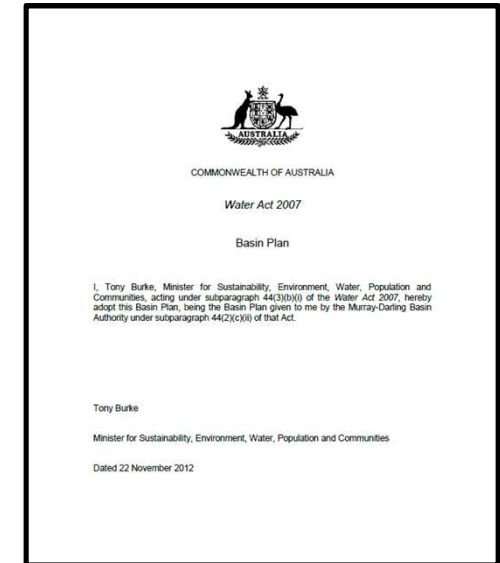 AUSTRALIA
COMMONWEALTH OF AUSTRALIA
Water Act 2007
Basin Plan
I, Tony Burke, Minister for Sustainability, Environment, Water, Population and
Communities, acting under subparagraph 44(3)(b)(i) of the Water Act 2007, hereby
adopt this Basin Plan, being the Basin Plan given to me by the Murray-Darling Basin
Authority under subparagraph 44(2)(c)(ii) of that Act.
Tony Burke
Minister for Sustainability, Environment, Water, Population and Communities
Dated 22 November 2012